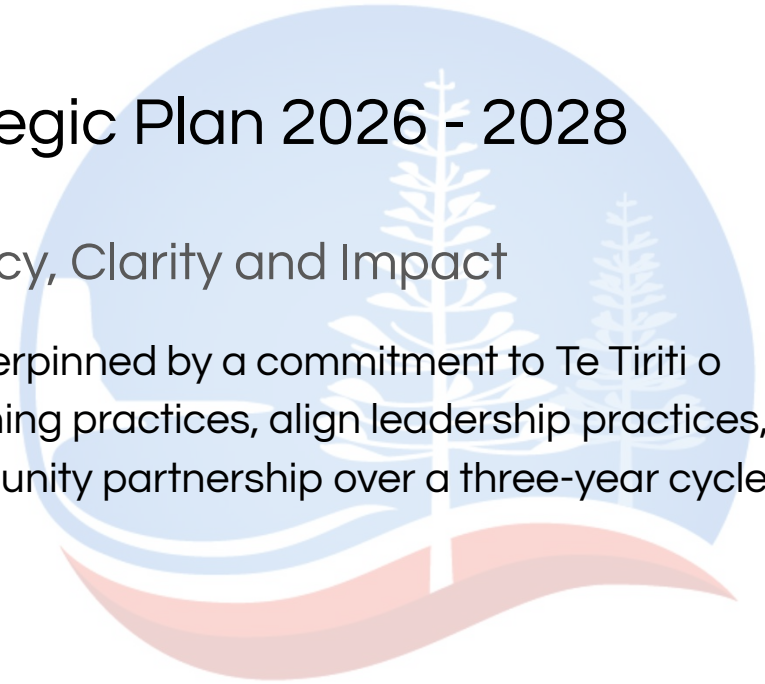 egic Plan 2026 - 2028
cy, Clarity and Impact
erpinned by a commitment to Te Tiriti o
ning practices, align leadership practices,
unity partnership over a three-year cycle